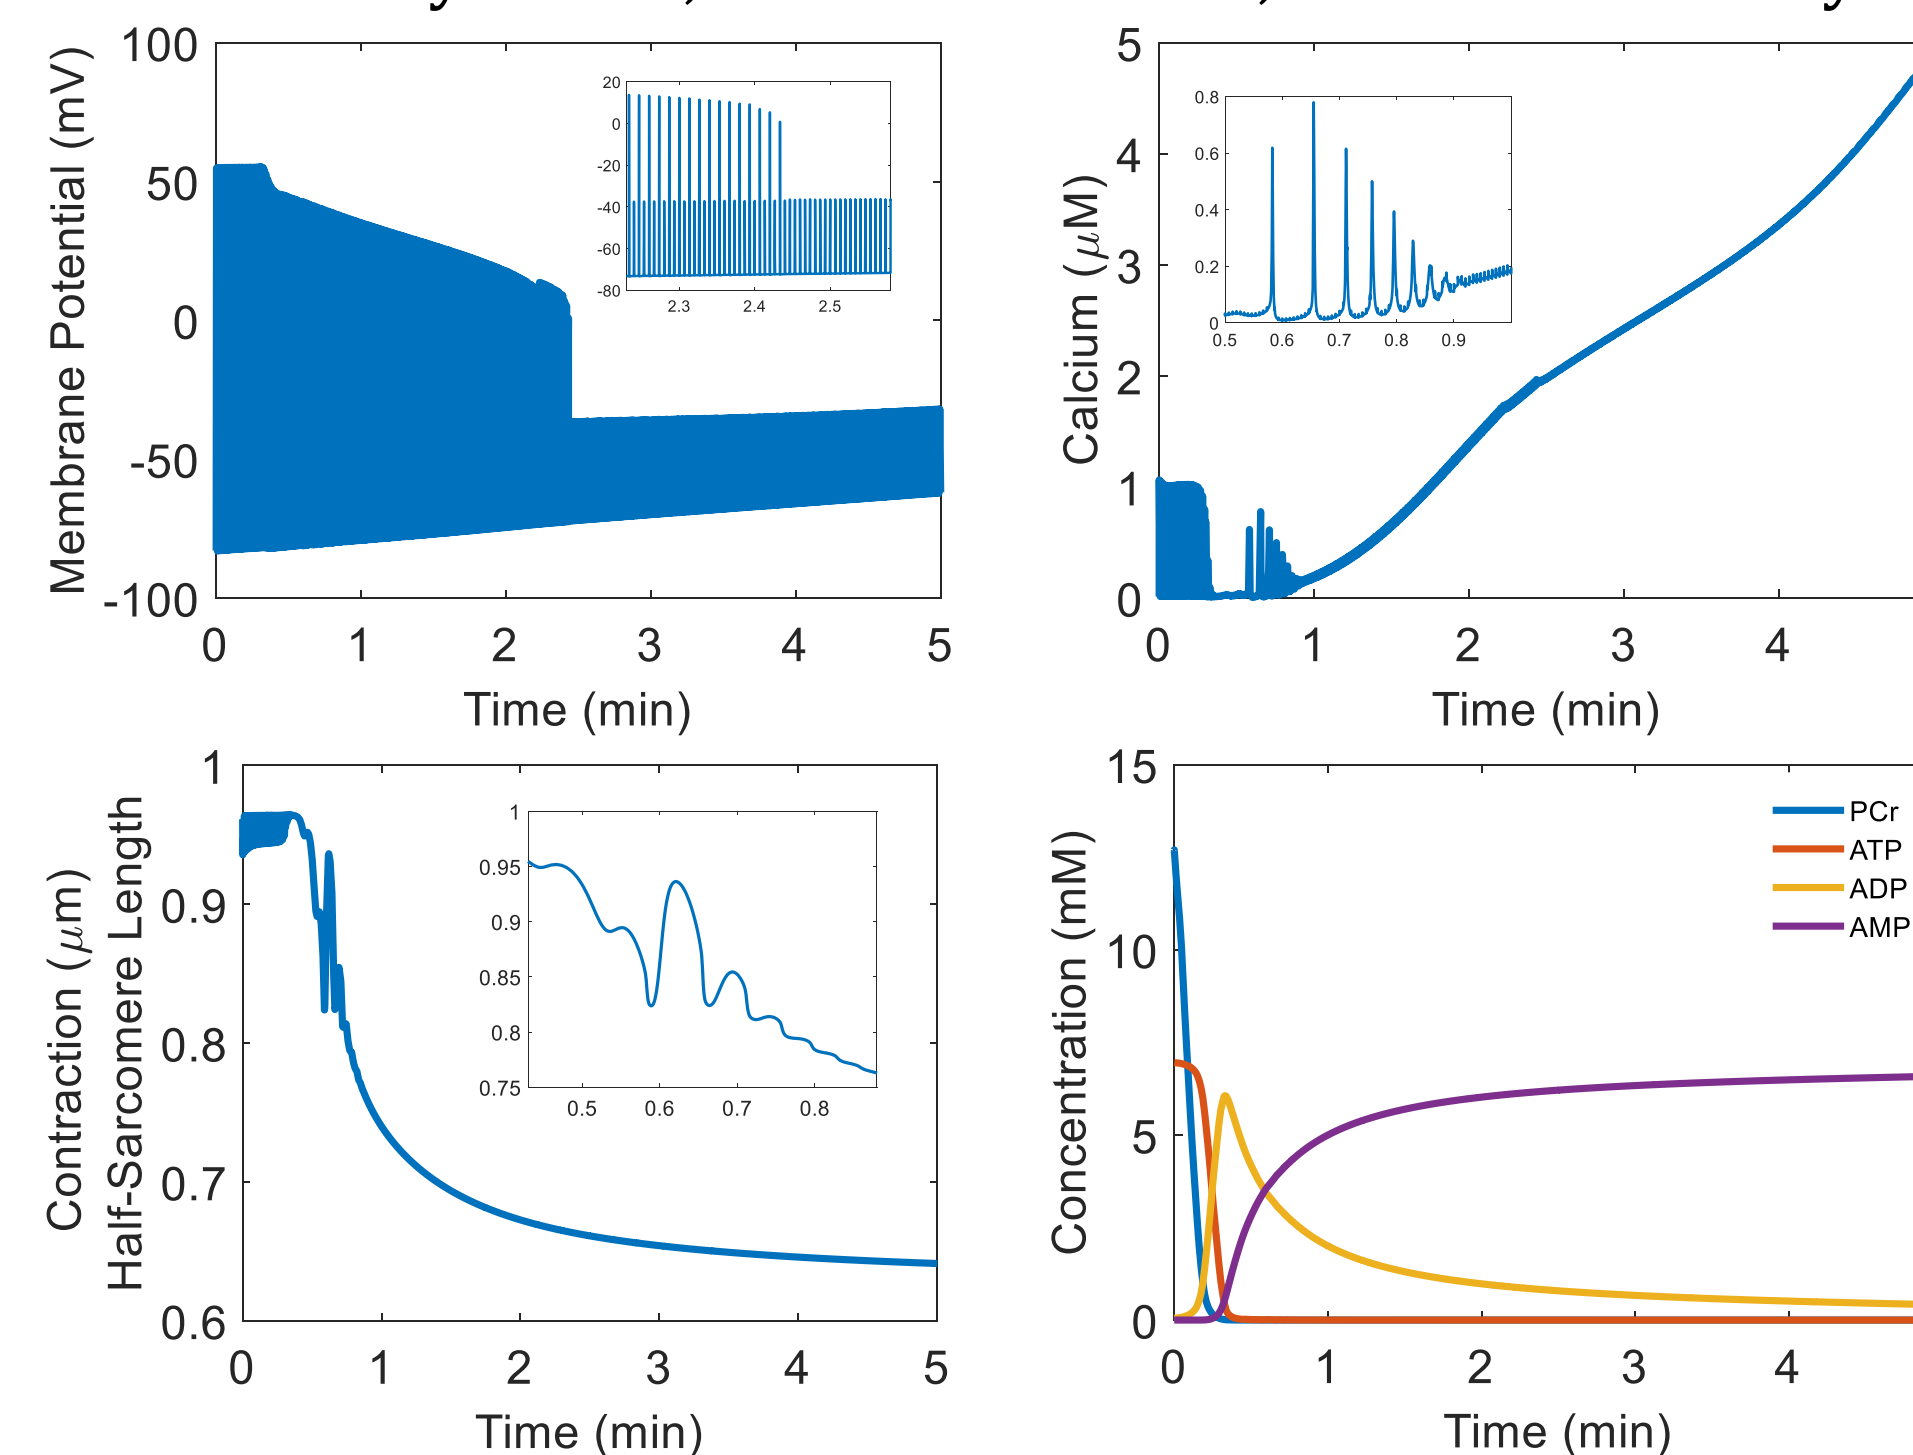 100
50
0
-50
-100
Membrane Potential (mV)
0 1 2 3 4 5
Time (min)
20
0
-20
-40
-60
-80
2.3 2.4 2.5
5
4
3
2
1
0
Calcium (μM)
0 1 2 3 4
Time (min)
0.8
0.6
0.4
0.2
0
0.5 0.6 0.7 0.8 0.9
1
0.9
0.8
0.7
0.6
Contraction (μm)
Half-Sarcomere Length
0 1 2 3 4 5
Time (min)
1
0.95
0.9
0.85
0.8
0.75
0.5 0.6 0.7 0.8
15
10
5
0
Concentration (mM)
0 1 2 3 4
Time (min)
PCr
ATP
ADP
AMP